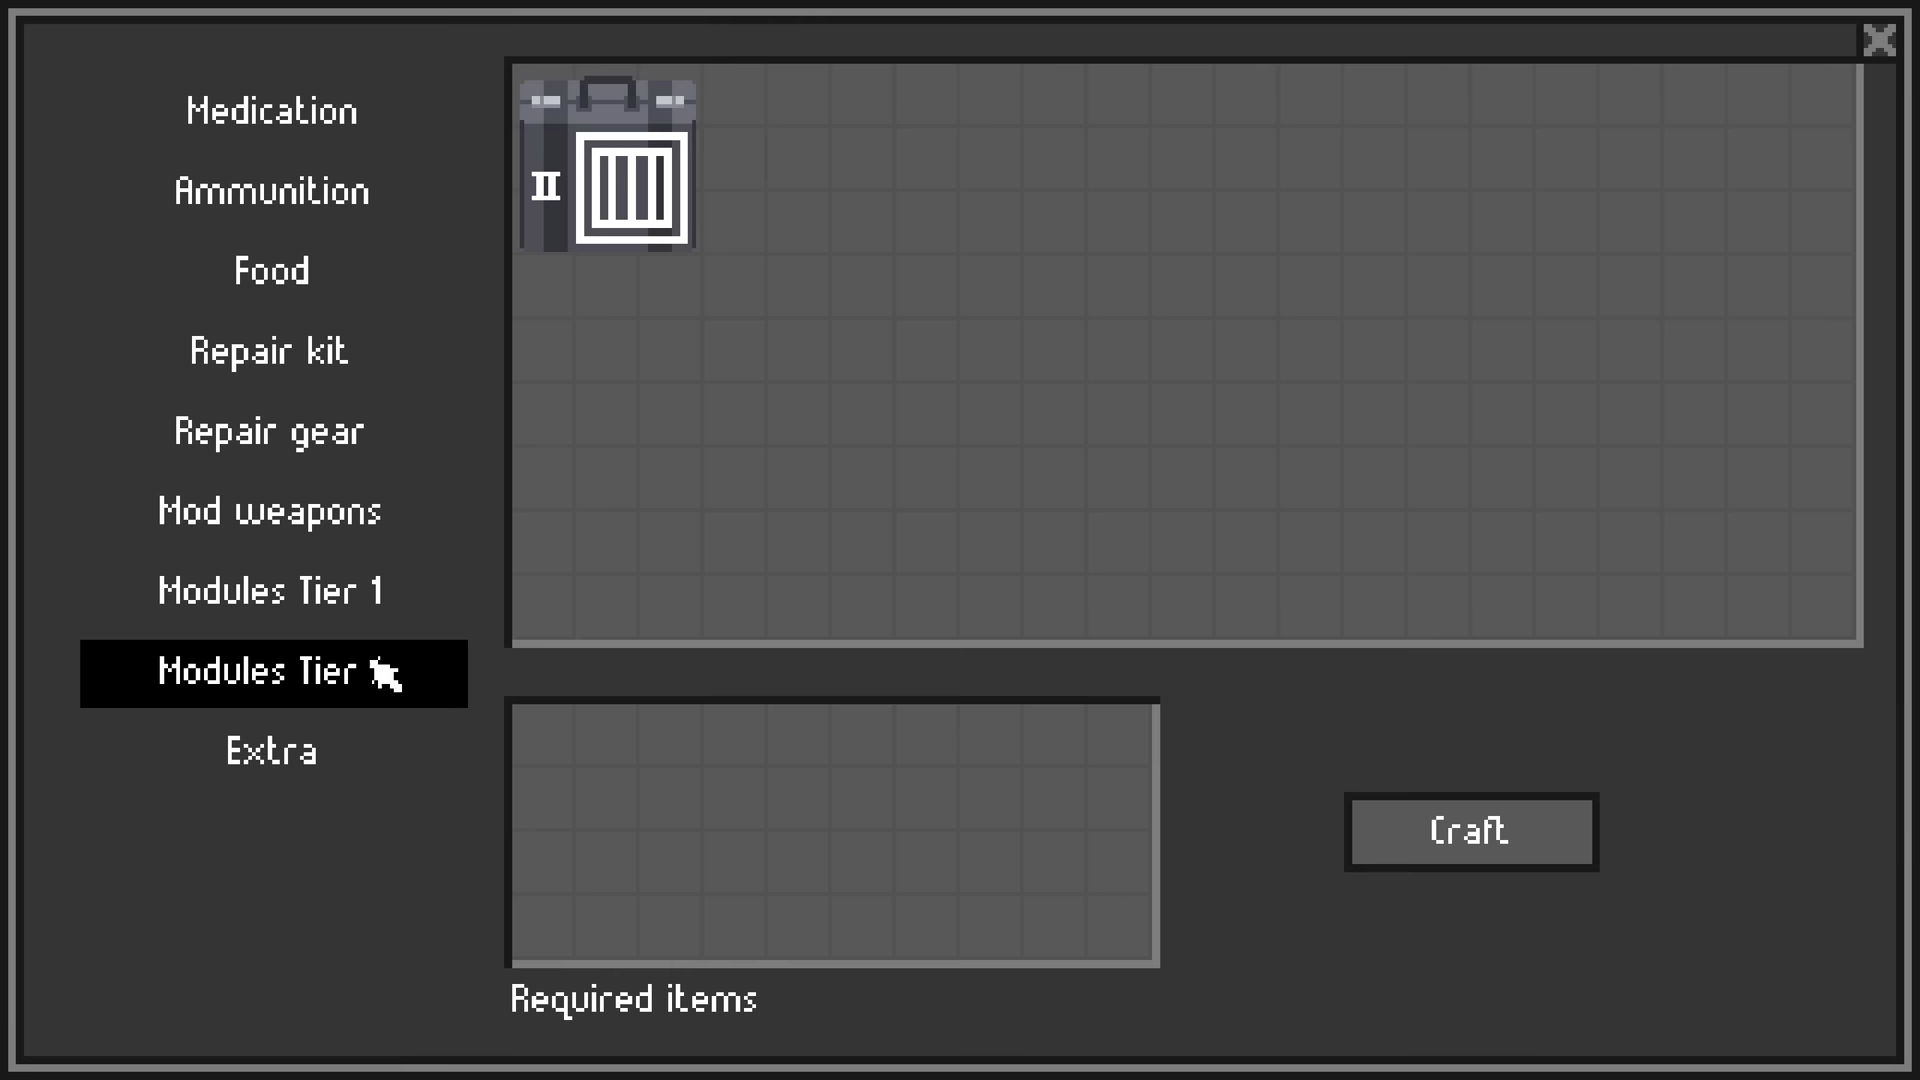 Medication
Ammunition
Food
Repair kit
Repair gear
Mod weapons
Modules Tier 1
Modules Tier
Extra
II
Craft
Required items